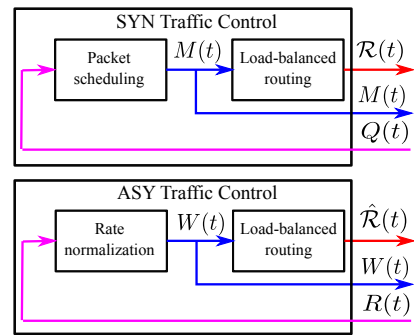 SYN Traffic Control
Packet
scheduling
M(t)
Load-balanced
routing
ℛ(t)
M(t)
Q(t)
ASY Traffic Control
Rate
normalization
W(t)
Load-balanced
routing
ℛ̂(t)
W(t)
R(t)